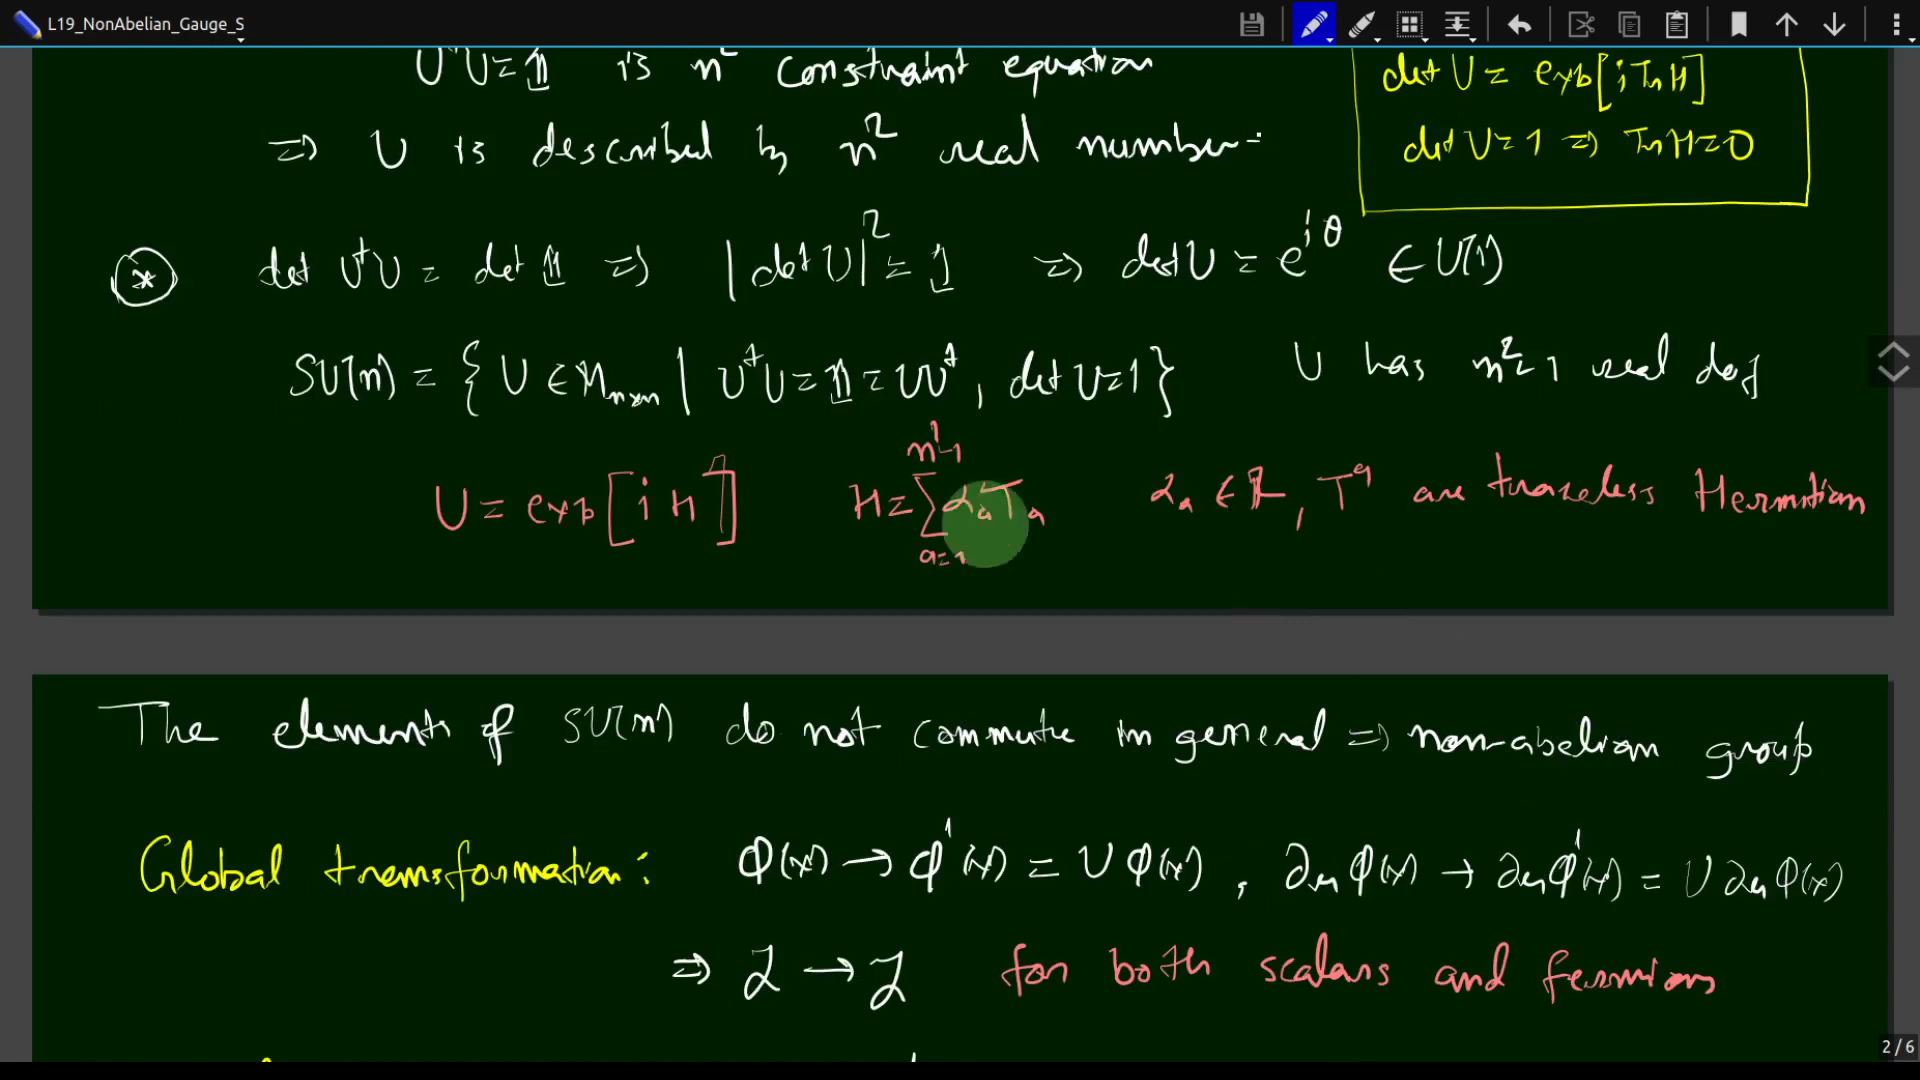 L19_NonAbelian_Gauge_S
U†U = 𝟙 is n² constraint equation
det U = exp[i Tr H]
⇒ U is described by n² real number
det U = 1 ⇒ Tr H = 0
* det U†U = det 𝟙 ⇒ |det U|² = 1 ⇒ det U = e^{iθ} ∈ U(1)
SU(n) = { U ∈ M_{n×n} | U†U = 𝟙 = UU†, det U = 1 } U has n² - 1 real dof
U = exp[i H] H = ∑_{a=1}^{n²-1} α_a T_a α_a ∈ ℝ, T^a are traceless Hermitian
The elements of SU(n) do not commute in general ⇒ non-abelian group
Global transformation: Φ(x) → Φ'(x) = U Φ(x), ∂_μ Φ(x) → ∂_μ Φ'(x) = U ∂_μ Φ(x)
⇒ ℒ → ℒ for both scalars and fermions
2 / 6